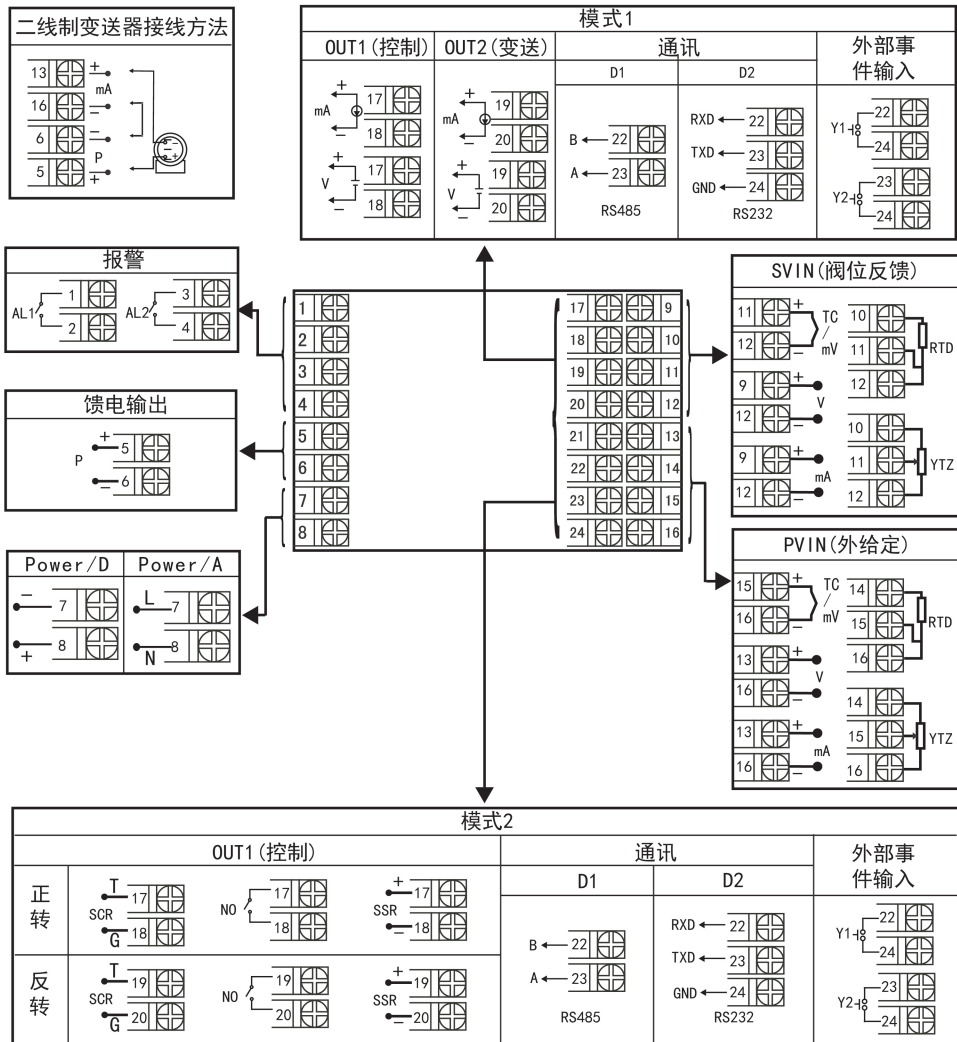 二线制变送器接线方法
13 +
mA
16 −
6 −
P
5 +
− +
模式1
OUT1(控制) OUT2(变送) 通讯 外部事件输入
D1 D2
+ mA − 17 18
+ V − 17 18
+ mA − 19 20
+ V − 19 20
B 22
A 23
RS485
RXD 22
TXD 23
GND 24
RS232
Y1 22 24
Y2 23 24
报警
AL1 1 2
AL2 3 4
馈电输出
P + 5
− 6
Power/D Power/A
− 7
+ 8
L 7
N 8
1
2
3
4
5
6
7
8
17 9
18 10
19 11
20 12
21 13
22 14
23 15
24 16
SVIN(阀位反馈)
11 + TC
/
12 − mV
10
11 RTD
12
9 +
V
12 −
9 +
mA
12 −
10
11 YTZ
12
PVIN(外给定)
15 + TC
/
16 − mV
14
15 RTD
16
13 +
V
16 −
13 +
mA
16 −
14
15 YTZ
16
模式2
OUT1(控制) 通讯 外部事件输入
D1 D2
正转
T 17
SCR
G 18
NO 17 18
+ 17
SSR
− 18
反转
T 19
SCR
G 20
NO 19 20
+ 19
SSR
− 20
B 22
A 23
RS485
RXD 22
TXD 23
GND 24
RS232
Y1 22 24
Y2 23 24